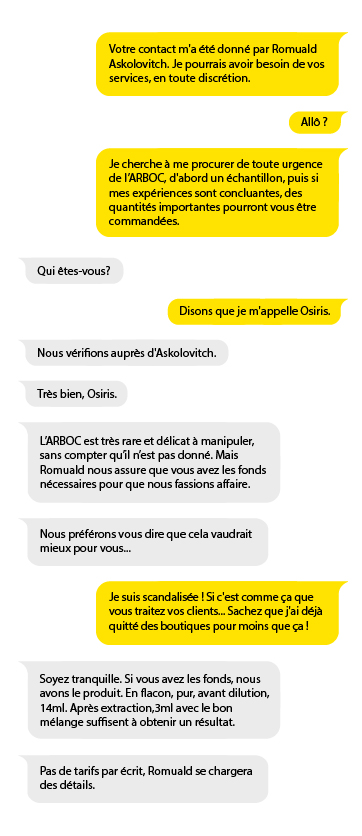 Votre contact m'a été donné par Romuald
Askolovitch. Je pourrais avoir besoin de vos
services, en toute discrétion.
Allô ?
Je cherche à me procurer de toute urgence
de l’ARBOC, d'abord un échantillon, puis si
mes expériences sont concluantes, des
quantités importantes pourront vous être
commandées.
Qui êtes-vous?
Disons que je m'appelle Osiris.
Nous vérifions auprès d'Askolovitch.
Très bien, Osiris.
L’ARBOC est très rare et délicat à manipuler,
sans compter qu’il n’est pas donné. Mais
Romuald nous assure que vous avez les fonds
nécessaires pour que nous fassions affaire.
Nous préférons vous dire que cela vaudrait
mieux pour vous...
Je suis scandalisée ! Si c'est comme ça que
vous traitez vos clients... Sachez que j'ai déjà
quitté des boutiques pour moins que ça !
Soyez tranquille. Si vous avez les fonds, nous
avons le produit. En flacon, pur, avant dilution,
14ml. Après extraction,3ml avec le bon
mélange suffisent à obtenir un résultat.
Pas de tarifs par écrit, Romuald se chargera
des détails.